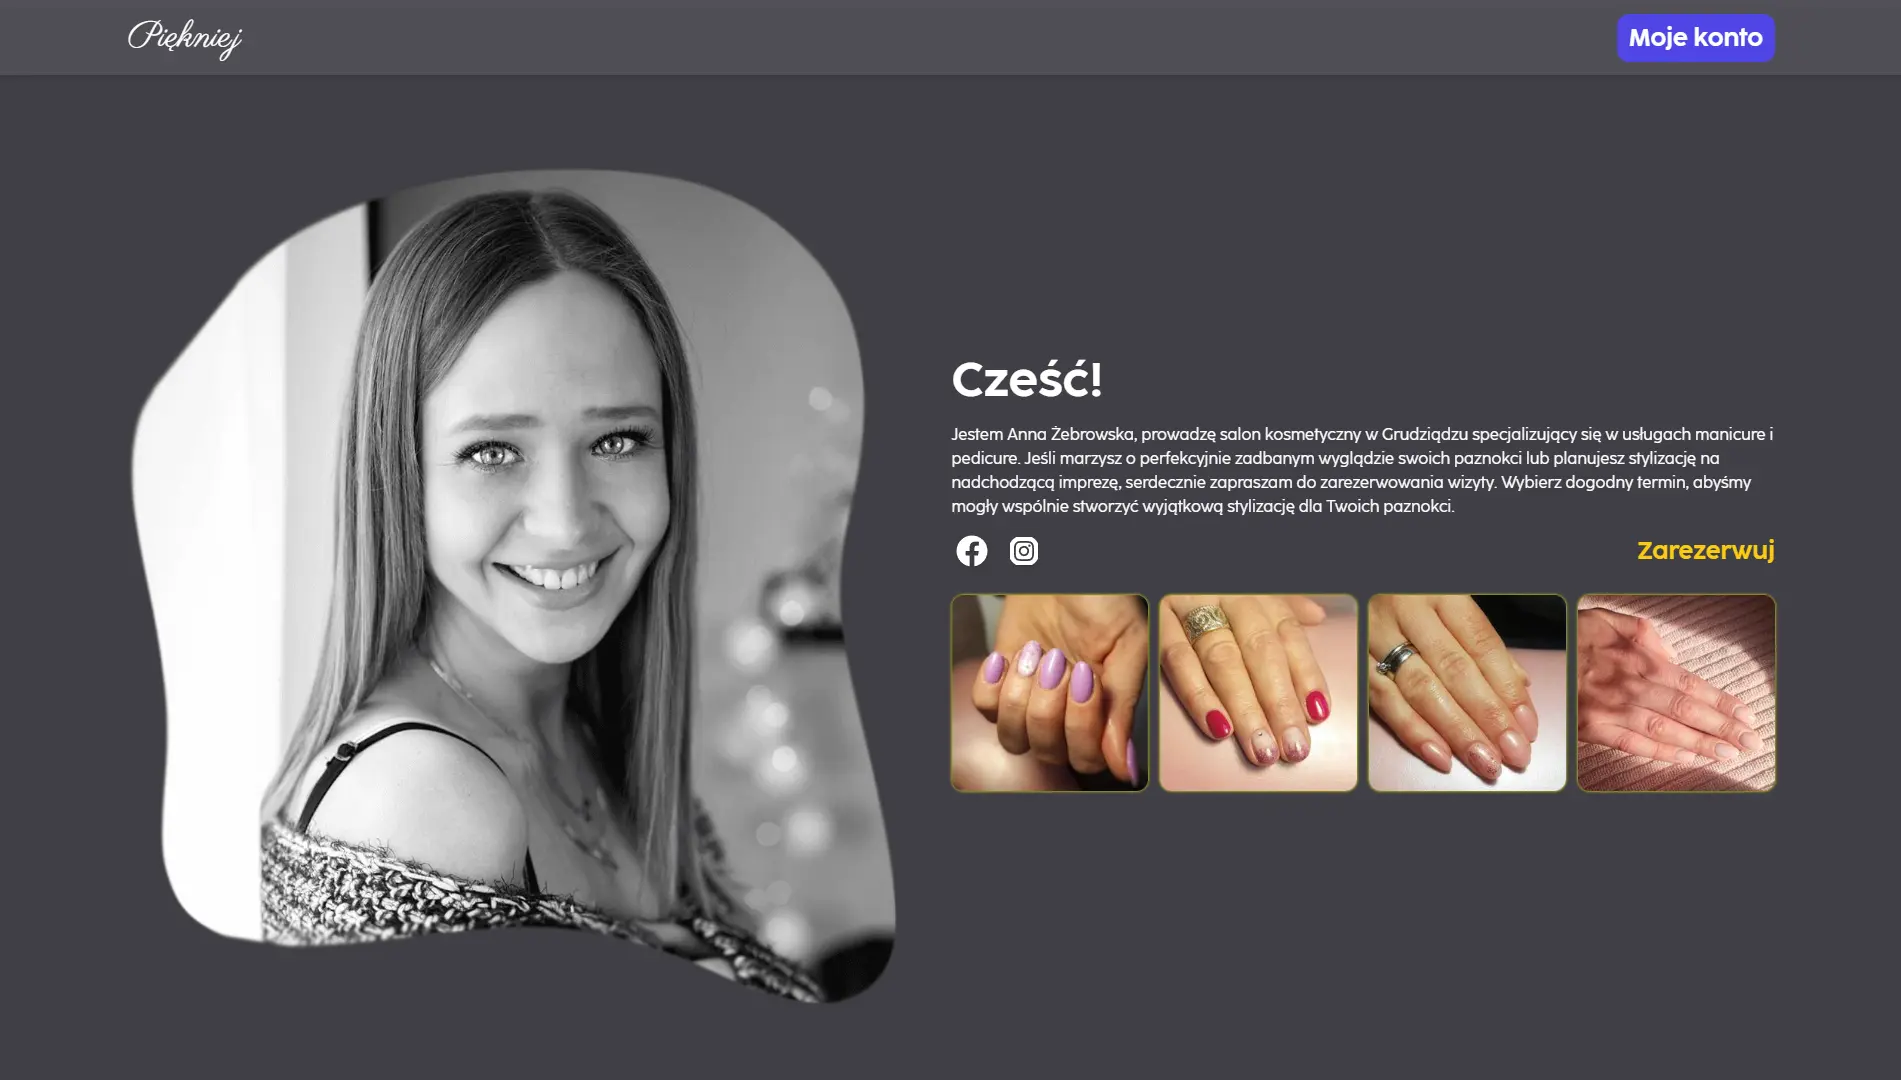 Piękniej
Moje konto
Cześć!
Jestem Anna Żebrowska, prowadzę salon kosmetyczny w Grudziądzu specjalizujący się w usługach manicure i
pedicure. Jeśli marzysz o perfekcyjnie zadbanym wyglądzie swoich paznokci lub planujesz stylizację na
nadchodzącą imprezę, serdecznie zapraszam do zarezerwowania wizyty. Wybierz dogodny termin, abyśmy
mogły wspólnie stworzyć wyjątkową stylizację dla Twoich paznokci.
Zarezerwuj